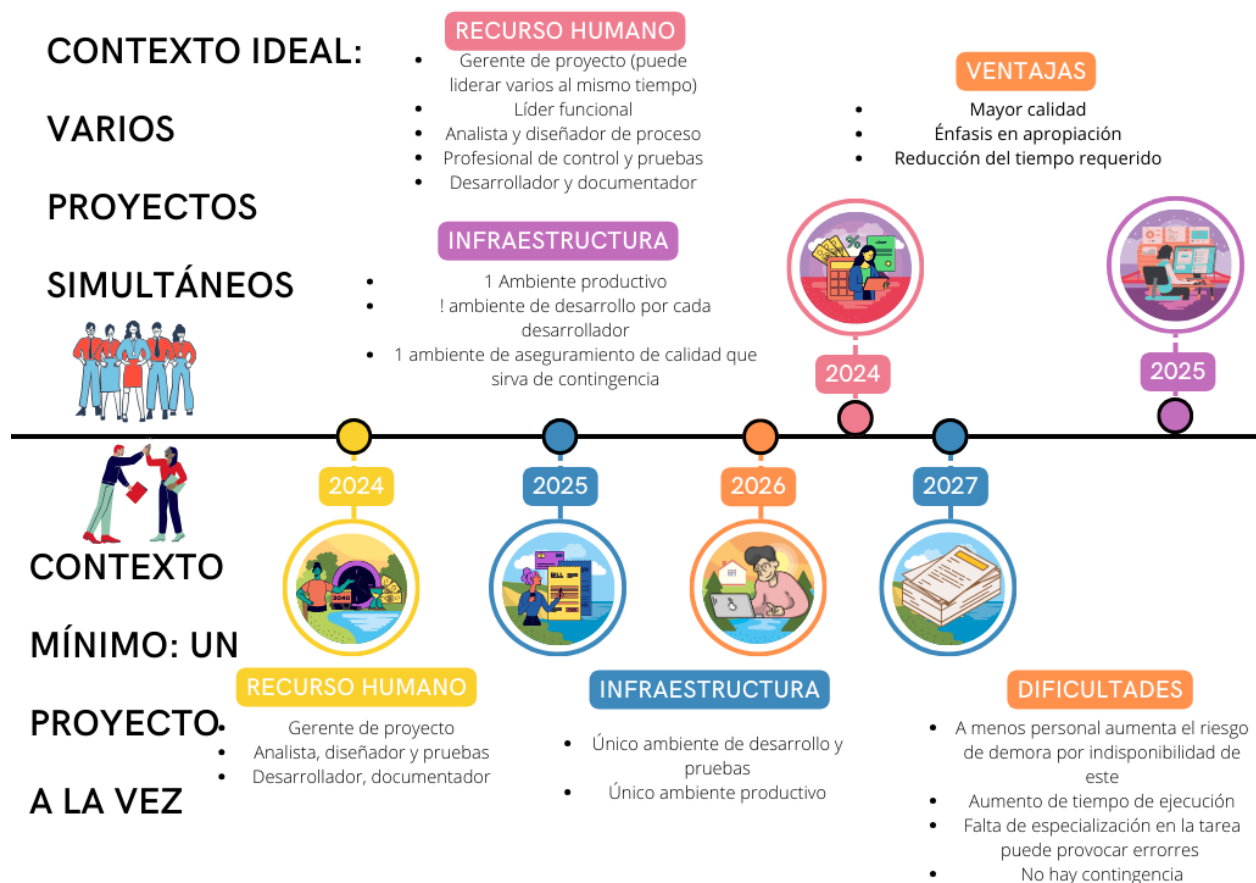 CONTEXTO IDEAL:
VARIOS
PROYECTOS
SIMULTÁNEOS
RECURSO HUMANO
• Gerente de proyecto (puede
liderar varios al mismo tiempo)
• Líder funcional
• Analista y diseñador de proceso
• Profesional de control y pruebas
• Desarrollador y documentador
INFRAESTRUCTURA
• 1 Ambiente productivo
• ! ambiente de desarrollo por cada
desarrollador
• 1 ambiente de aseguramiento de calidad que
sirva de contingencia
VENTAJAS
• Mayor calidad
• Énfasis en apropiación
• Reducción del tiempo requerido
%
2024
2025
2024
2025
2026
2027
2040
BILL
CONTEXTO
MÍNIMO: UN
PROYECTO
A LA VEZ
RECURSO HUMANO
• Gerente de proyecto
• Analista, diseñador y pruebas
• Desarrollador, documentador
INFRAESTRUCTURA
• Único ambiente de desarrollo y
pruebas
• Único ambiente productivo
DIFICULTADES
• A menos personal aumenta el riesgo
de demora por indisponibilidad de
este
• Aumento de tiempo de ejecución
• Falta de especialización en la tarea
puede provocar errorres
• No hay contingencia